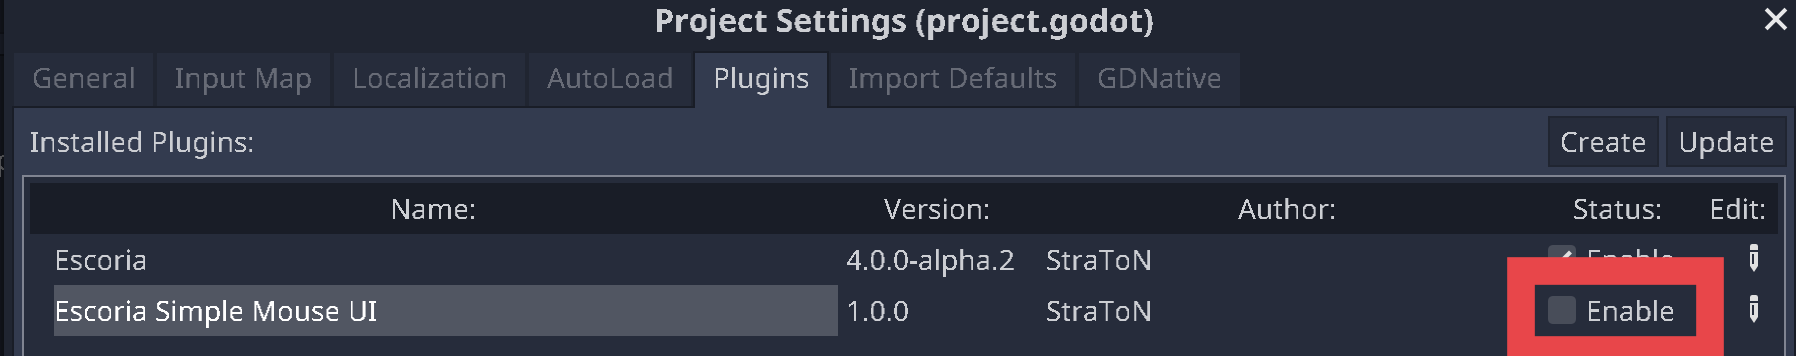 Project Settings (project.godot)
General Input Map Localization AutoLoad Plugins Import Defaults GDNative
Installed Plugins: Create Update
Name: Version: Author: Status: Edit:
Escoria 4.0.0-alpha.2 StraToN Enable
Escoria Simple Mouse UI 1.0.0 StraToN Enable